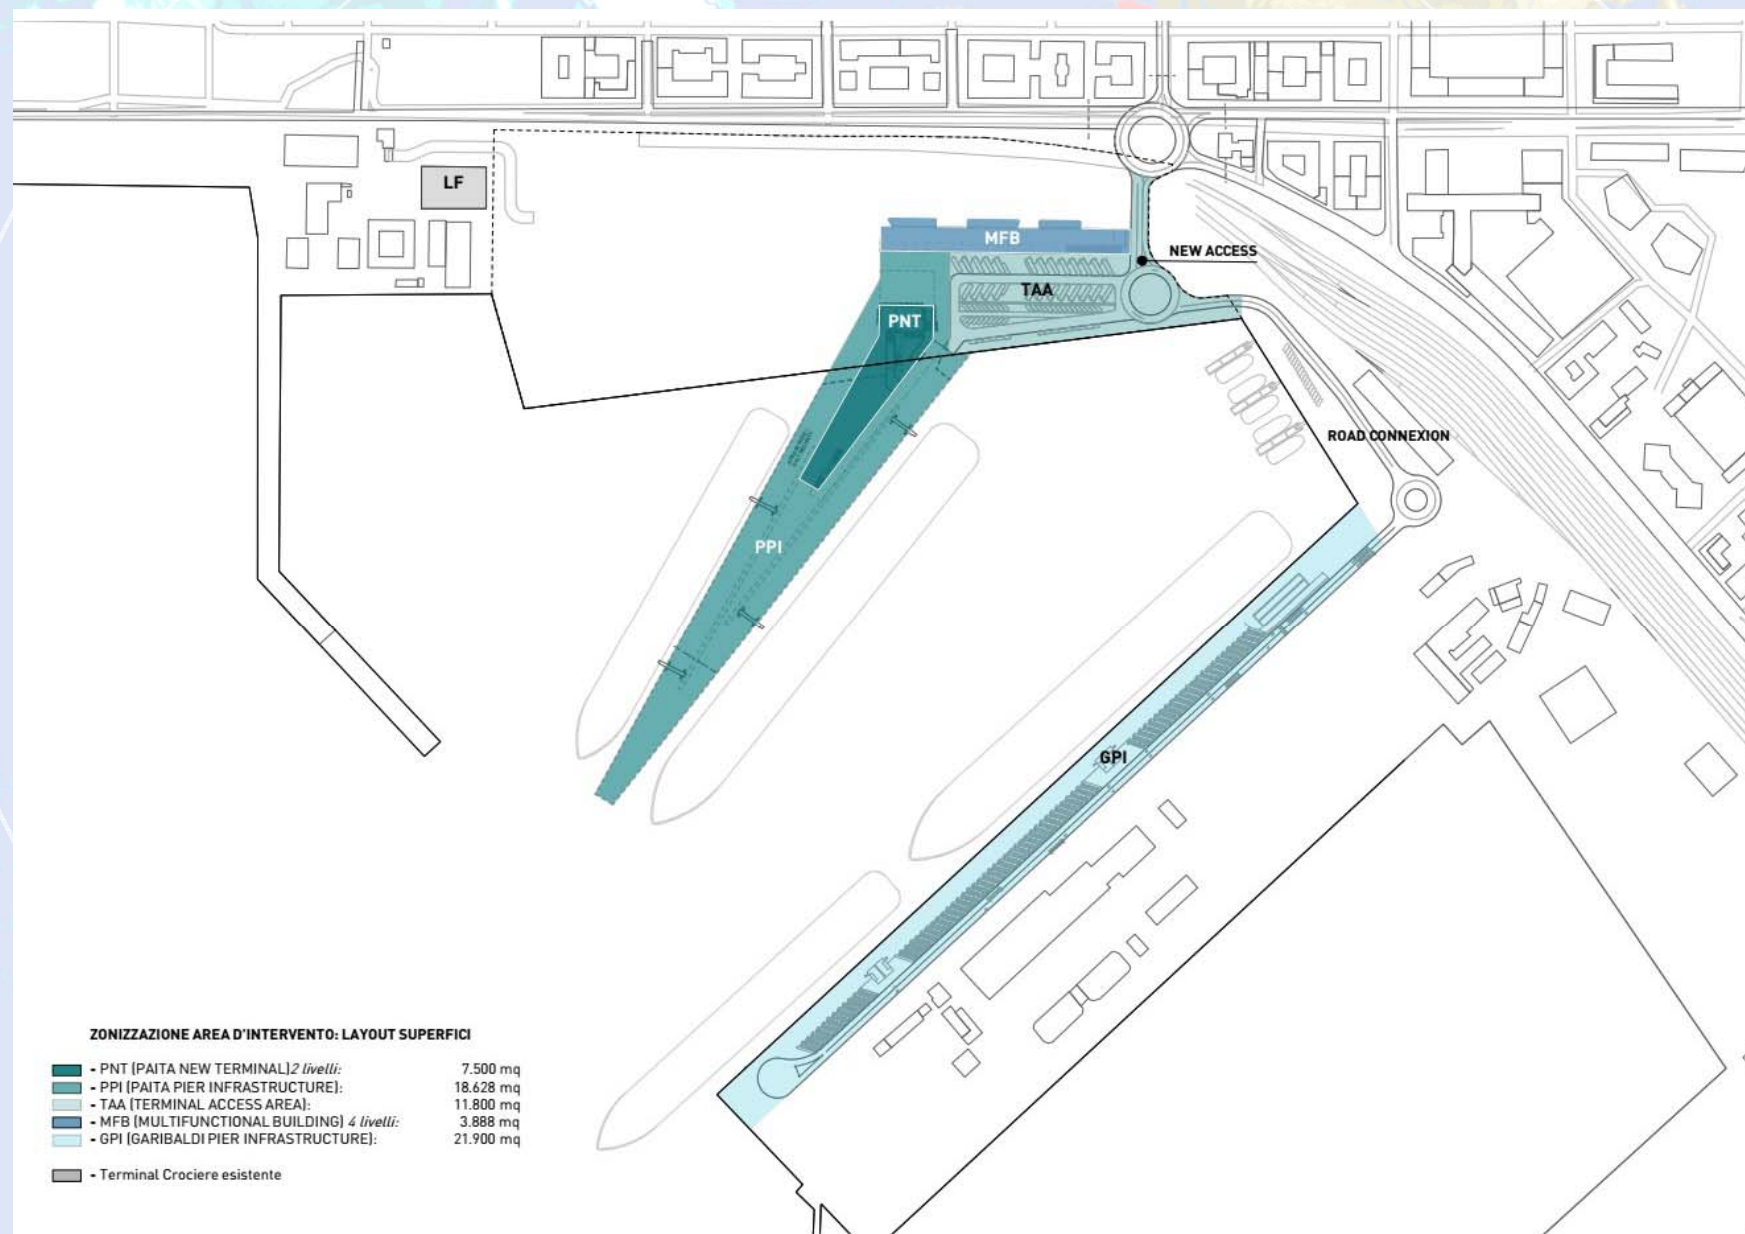 LF
MFB
NEW ACCESS
TAA
PNT
ROAD CONNEXION
PPI
GPI
ZONIZZAZIONE AREA D'INTERVENTO: LAYOUT SUPERFICI
- PNT (PAITA NEW TERMINAL) 2 livelli: 7.500 mq
- PPI (PAITA PIER INFRASTRUCTURE): 18.628 mq
- TAA (TERMINAL ACCESS AREA): 11.800 mq
- MFB (MULTIFUNCTIONAL BUILDING) 4 livelli: 3.888 mq
- GPI (GARIBALDI PIER INFRASTRUCTURE): 21.900 mq
- Terminal Crociere esistente